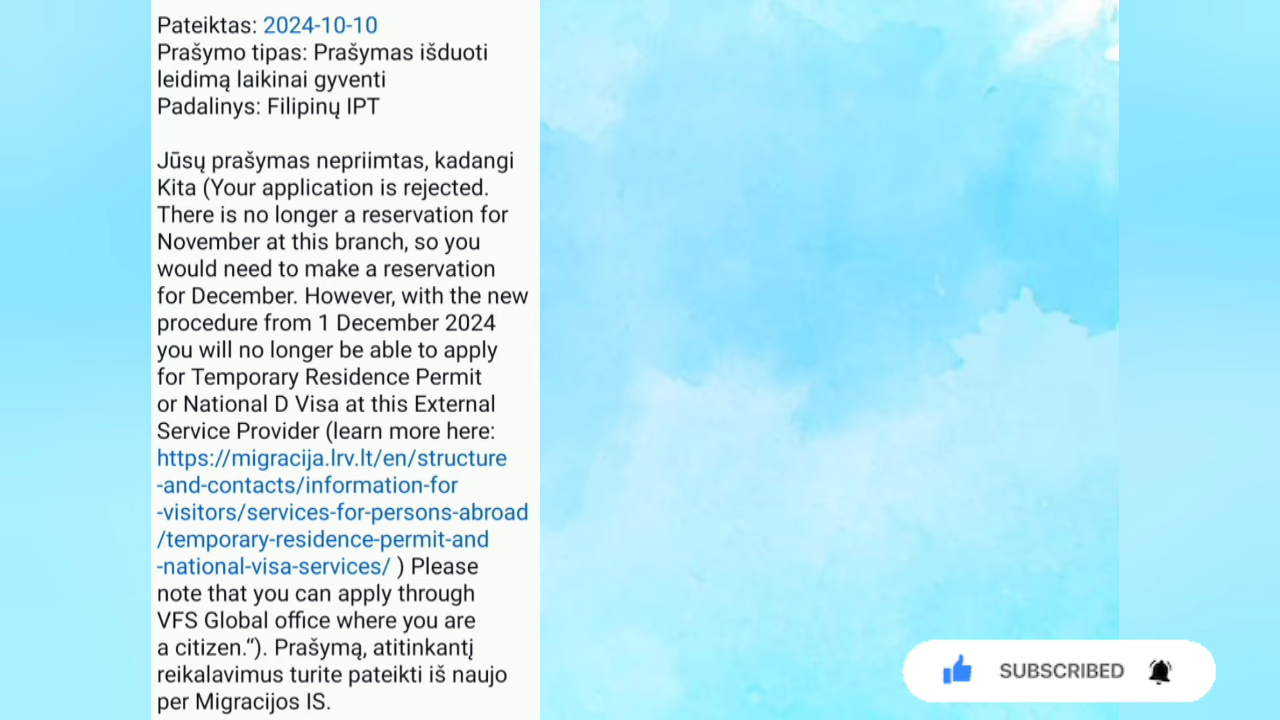 Pateiktas: 2024-10-10
Prašymo tipas: Prašymas išduoti
leidimą laikinai gyventi
Padalinys: Filipinų IPT
Jūsų prašymas nepriimtas, kadangi
Kita (Your application is rejected.
There is no longer a reservation for
November at this branch, so you
would need to make a reservation
for December. However, with the new
procedure from 1 December 2024
you will no longer be able to apply
for Temporary Residence Permit
or National D Visa at this External
Service Provider (learn more here:
https://migracija.lrv.lt/en/structure
-and-contacts/information-for
-visitors/services-for-persons-abroad
/temporary-residence-permit-and
-national-visa-services/ ) Please
note that you can apply through
VFS Global office where you are
a citizen.“). Prašymą, atitinkantį
reikalavimus turite pateikti iš naujo
per Migracijos IS.
SUBSCRIBED